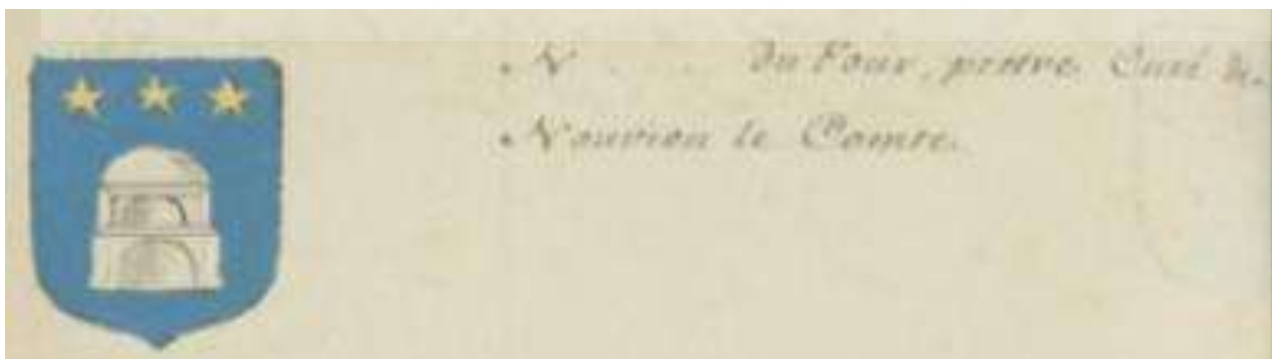 N . . . . du Four, prestre Curé de
Nouvion le Comte.